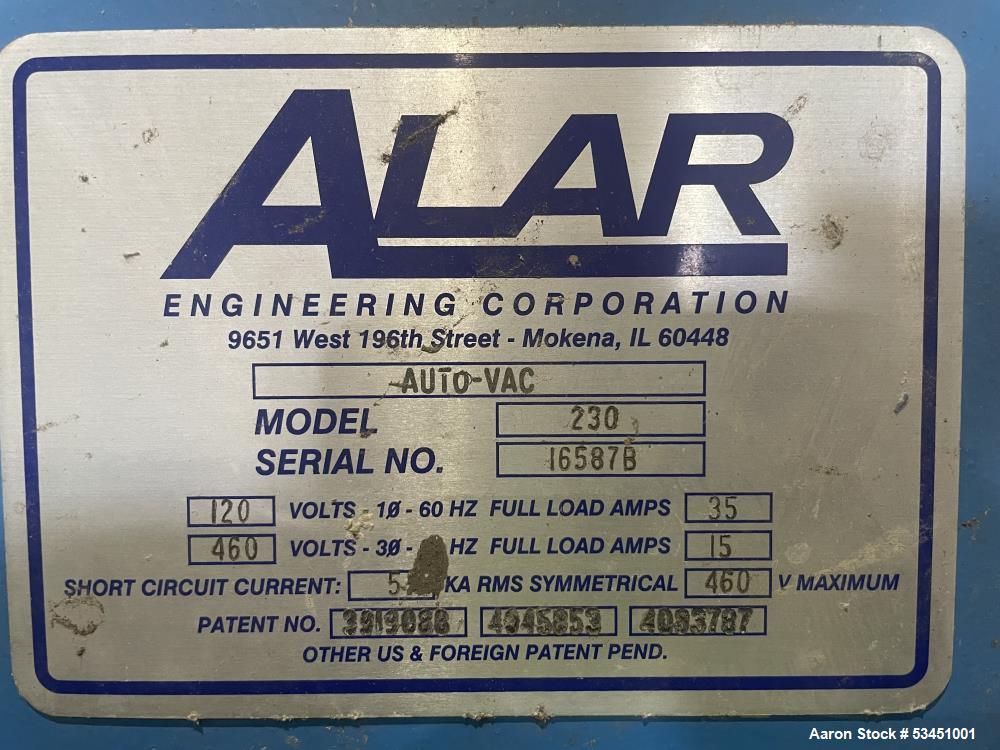 ALAR
ENGINEERING CORPORATION
9651 West 196th Street - Mokena, IL 60448
AUTO-VAC
MODEL 230
SERIAL NO. 16587B
120 VOLTS - 1Ø - 60 HZ FULL LOAD AMPS 35
460 VOLTS - 3Ø - HZ FULL LOAD AMPS 15
SHORT CIRCUIT CURRENT: KA RMS SYMMETRICAL 460 V MAXIMUM
PATENT NO.
OTHER US & FOREIGN PATENT PEND.
Aaron Stock # 53451001